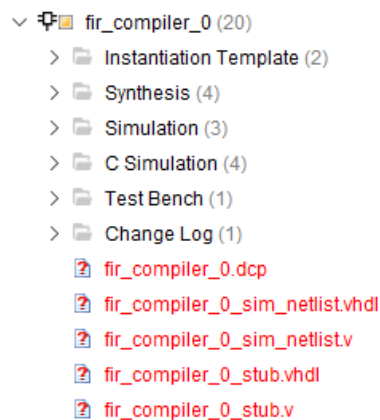 fir_compiler_0 (20)
Instantiation Template (2)
Synthesis (4)
Simulation (3)
C Simulation (4)
Test Bench (1)
Change Log (1)
fir_compiler_0.dcp
fir_compiler_0_sim_netlist.vhdl
fir_compiler_0_sim_netlist.v
fir_compiler_0_stub.vhdl
fir_compiler_0_stub.v